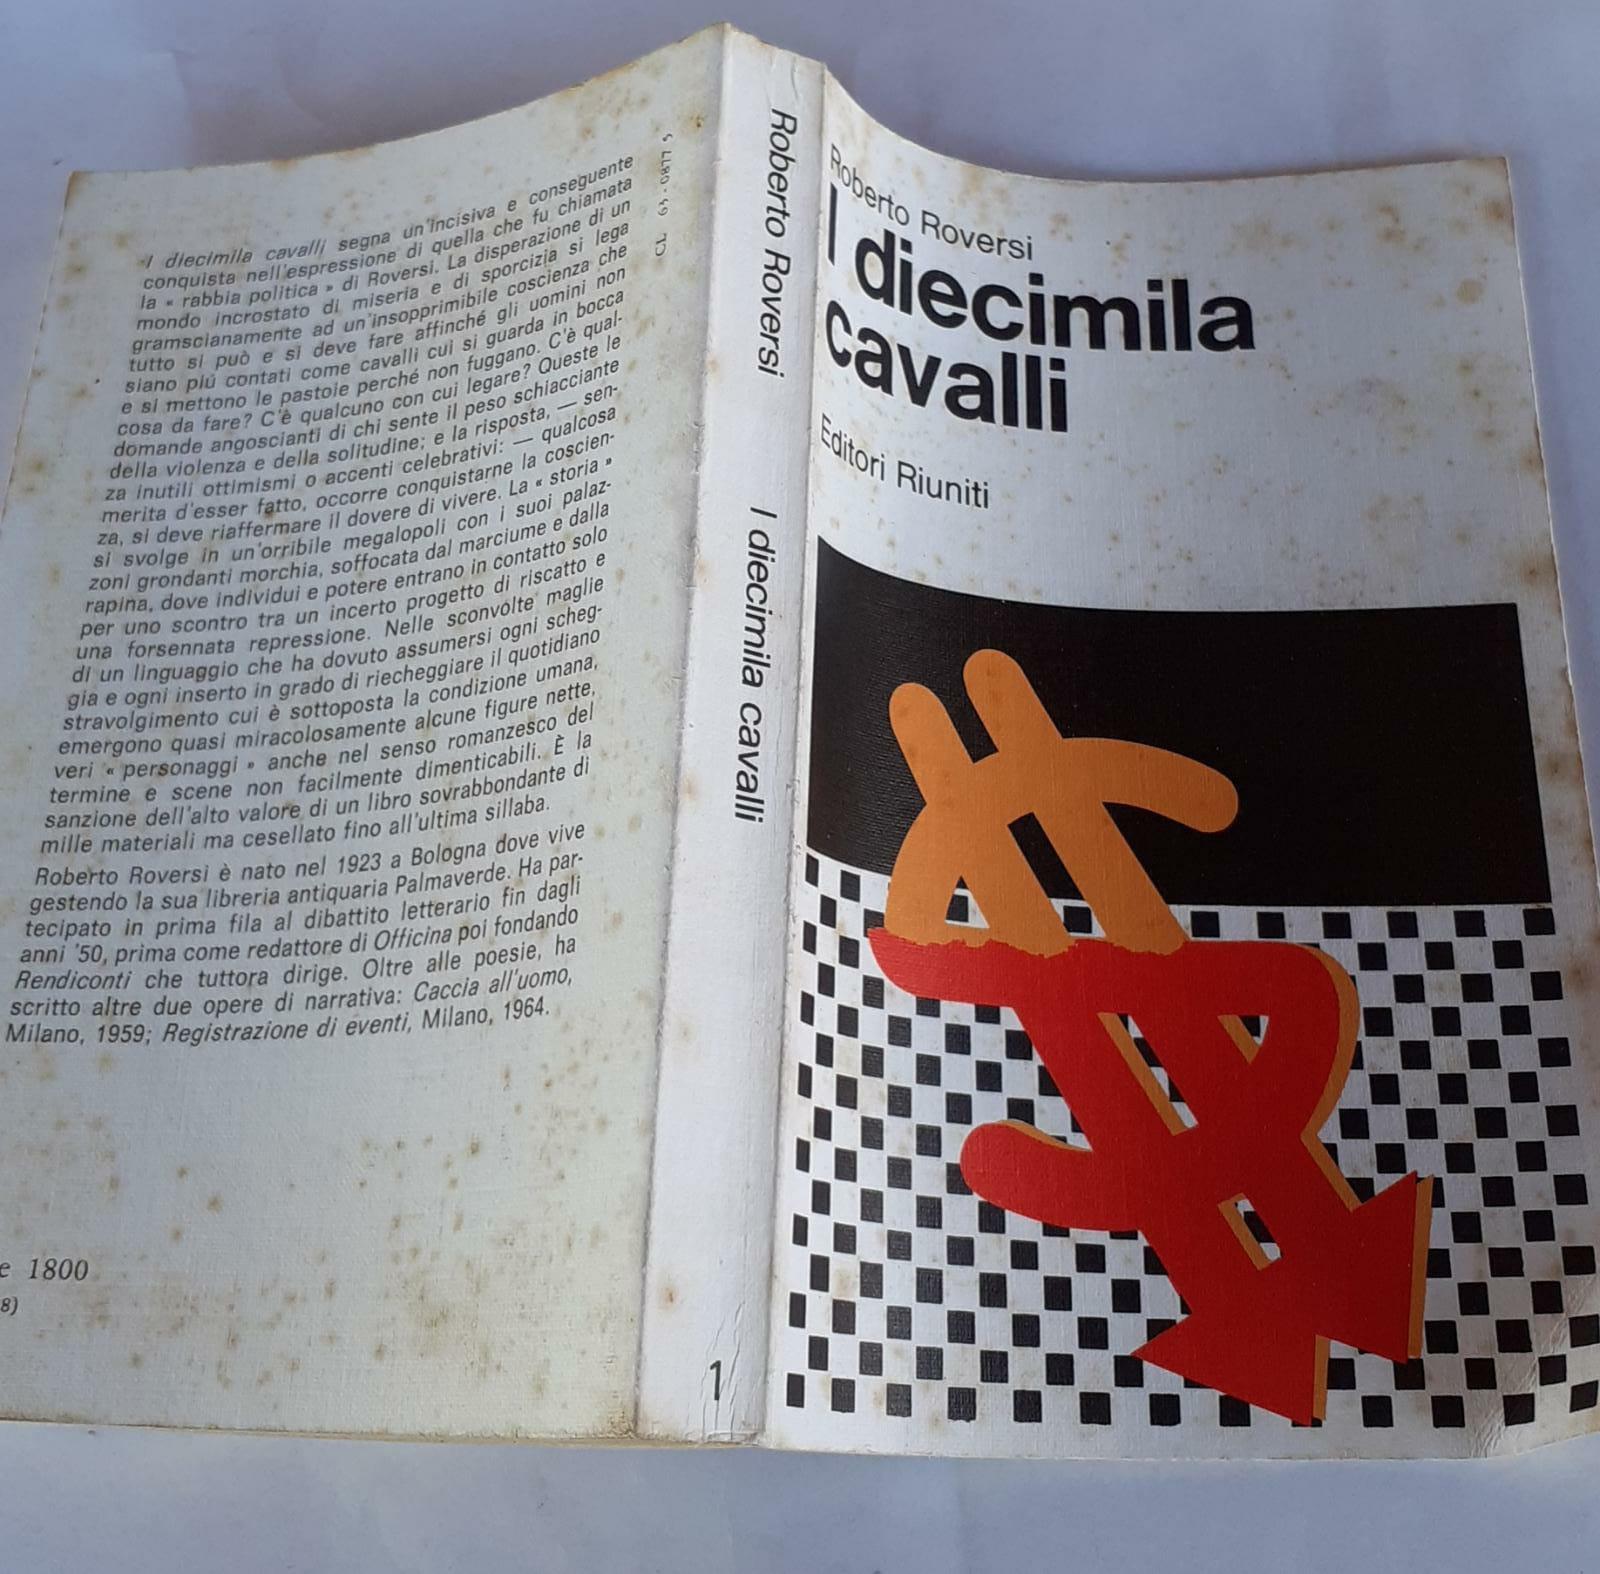 I diecimila cavalli segna un'incisiva e conseguente
conquista nell'espressione di quella che fu chiamata
la « rabbia politica » di Roversi. La disperazione di un
mondo incrostato di miseria e di sporcizia si lega
gramscianamente ad un'insopprimibile coscienza che
tutto si può e si deve fare affinché gli uomini non
siano piú contati come cavalli cui si guarda in bocca
e si mettono le pastoie perché non fuggano. C'è qual-
cosa da fare? C'è qualcuno con cui legare? Queste le
domande angoscianti di chi sente il peso schiacciante
della violenza e della solitudine; e la risposta, — sen-
za inutili ottimismi o accenti celebrativi: — qualcosa
merita d'esser fatto, occorre conquistarne la coscien-
za, si deve riaffermare il dovere di vivere. La « storia »
si svolge in un'orribile megalopoli con i suoi palaz-
zoni grondanti morchia, soffocata dal marciume e dalla
rapina, dove individui e potere entrano in contatto solo
per uno scontro tra un incerto progetto di riscatto e
una forsennata repressione. Nelle sconvolte maglie
di un linguaggio che ha dovuto assumersi ogni scheg-
gia e ogni inserto in grado di riecheggiare il quotidiano
stravolgimento cui è sottoposta la condizione umana,
emergono quasi miracolosamente alcune figure nette,
veri « personaggi » anche nel senso romanzesco del
termine e scene non facilmente dimenticabili. È la
sanzione dell'alto valore di un libro sovrabbondante di
mille materiali ma cesellato fino all'ultima sillaba.
Roberto Roversi è nato nel 1923 a Bologna dove vive
gestendo la sua libreria antiquaria Palmaverde. Ha par-
tecipato in prima fila al dibattito letterario fin dagli
anni '50, prima come redattore di Officina poi fondando
Rendiconti che tuttora dirige. Oltre alle poesie, ha
scritto altre due opere di narrativa: Caccia all'uomo,
Milano, 1959; Registrazione di eventi, Milano, 1964.
e 1800
8)
CL 63-0877 5
Roberto Roversi
I diecimila cavalli
1
Roberto Roversi
I diecimila
cavalli
Editori Riuniti